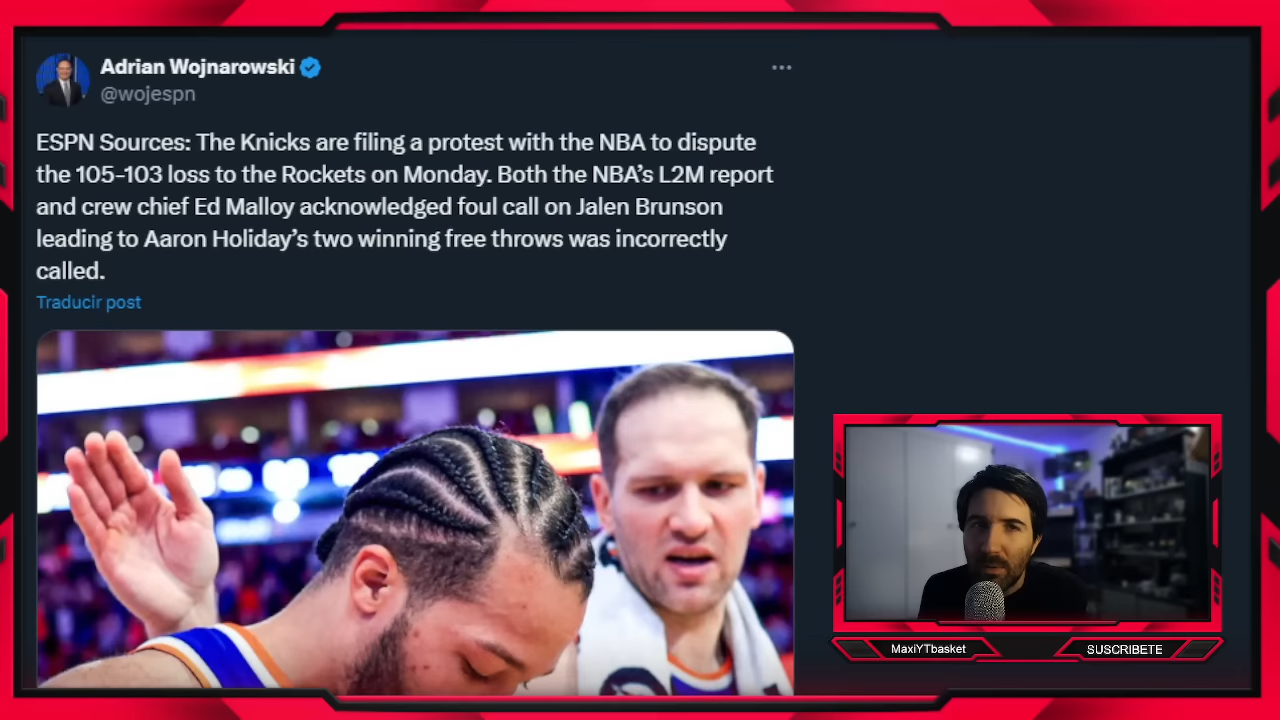 Adrian Wojnarowski
@wojespn
ESPN Sources: The Knicks are filing a protest with the NBA to dispute
the 105-103 loss to the Rockets on Monday. Both the NBA's L2M report
and crew chief Ed Malloy acknowledged foul call on Jalen Brunson
leading to Aaron Holiday's two winning free throws was incorrectly
called.
Traducir post
MaxiYTbasket
SUSCRIBETE